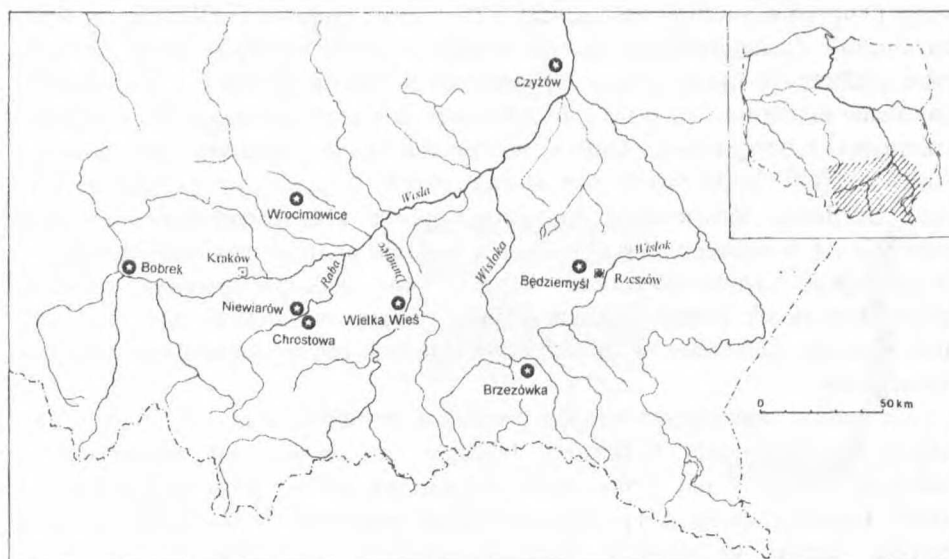 Czyżów
Wisła
Wrocimowice
Kraków
Bobrek
Raba
Dunajec
Wisłoka
Wisłok
Rzeszów
Będziemyśl
Niewiarów
Wielka Wieś
Chrostowa
Brzezówka
0
50 km